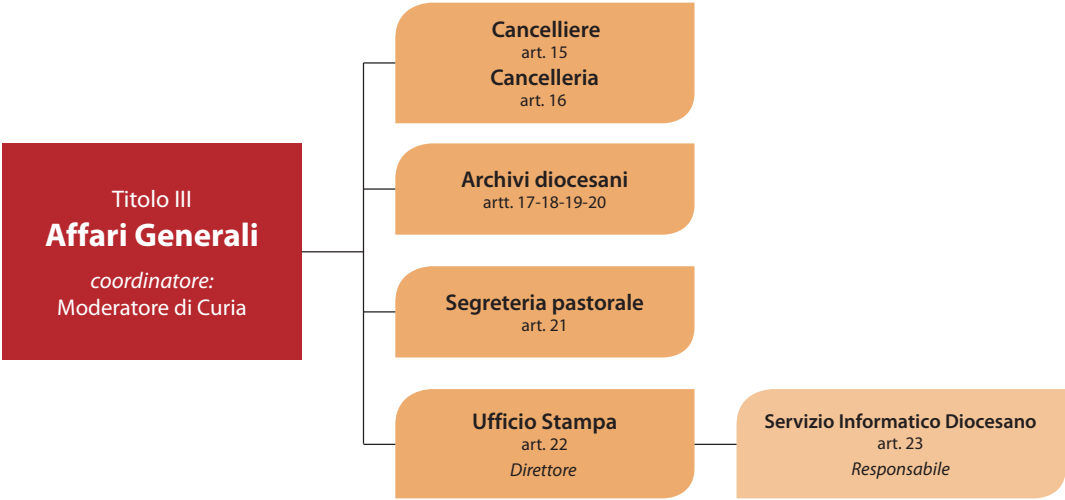 Titolo III
Affari Generali
coordinatore:
Moderatore di Curia
Cancelliere
art. 15
Cancelleria
art. 16
Archivi diocesani
artt. 17-18-19-20
Segreteria pastorale
art. 21
Ufficio Stampa
art. 22
Direttore
Servizio Informatico Diocesano
art. 23
Responsabile